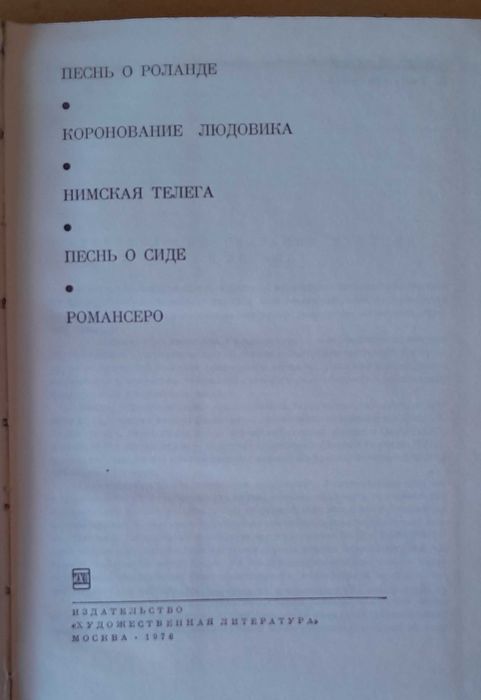 ПЕСНЬ О РОЛАНДЕ
•
КОРОНОВАНИЕ ЛЮДОВИКА
•
НИМСКАЯ ТЕЛЕГА
•
ПЕСНЬ О СИДЕ
•
РОМАНСЕРО
ИЗДАТЕЛЬСТВО
«ХУДОЖЕСТВЕННАЯ ЛИТЕРАТУРА»
МОСКВА · 1976